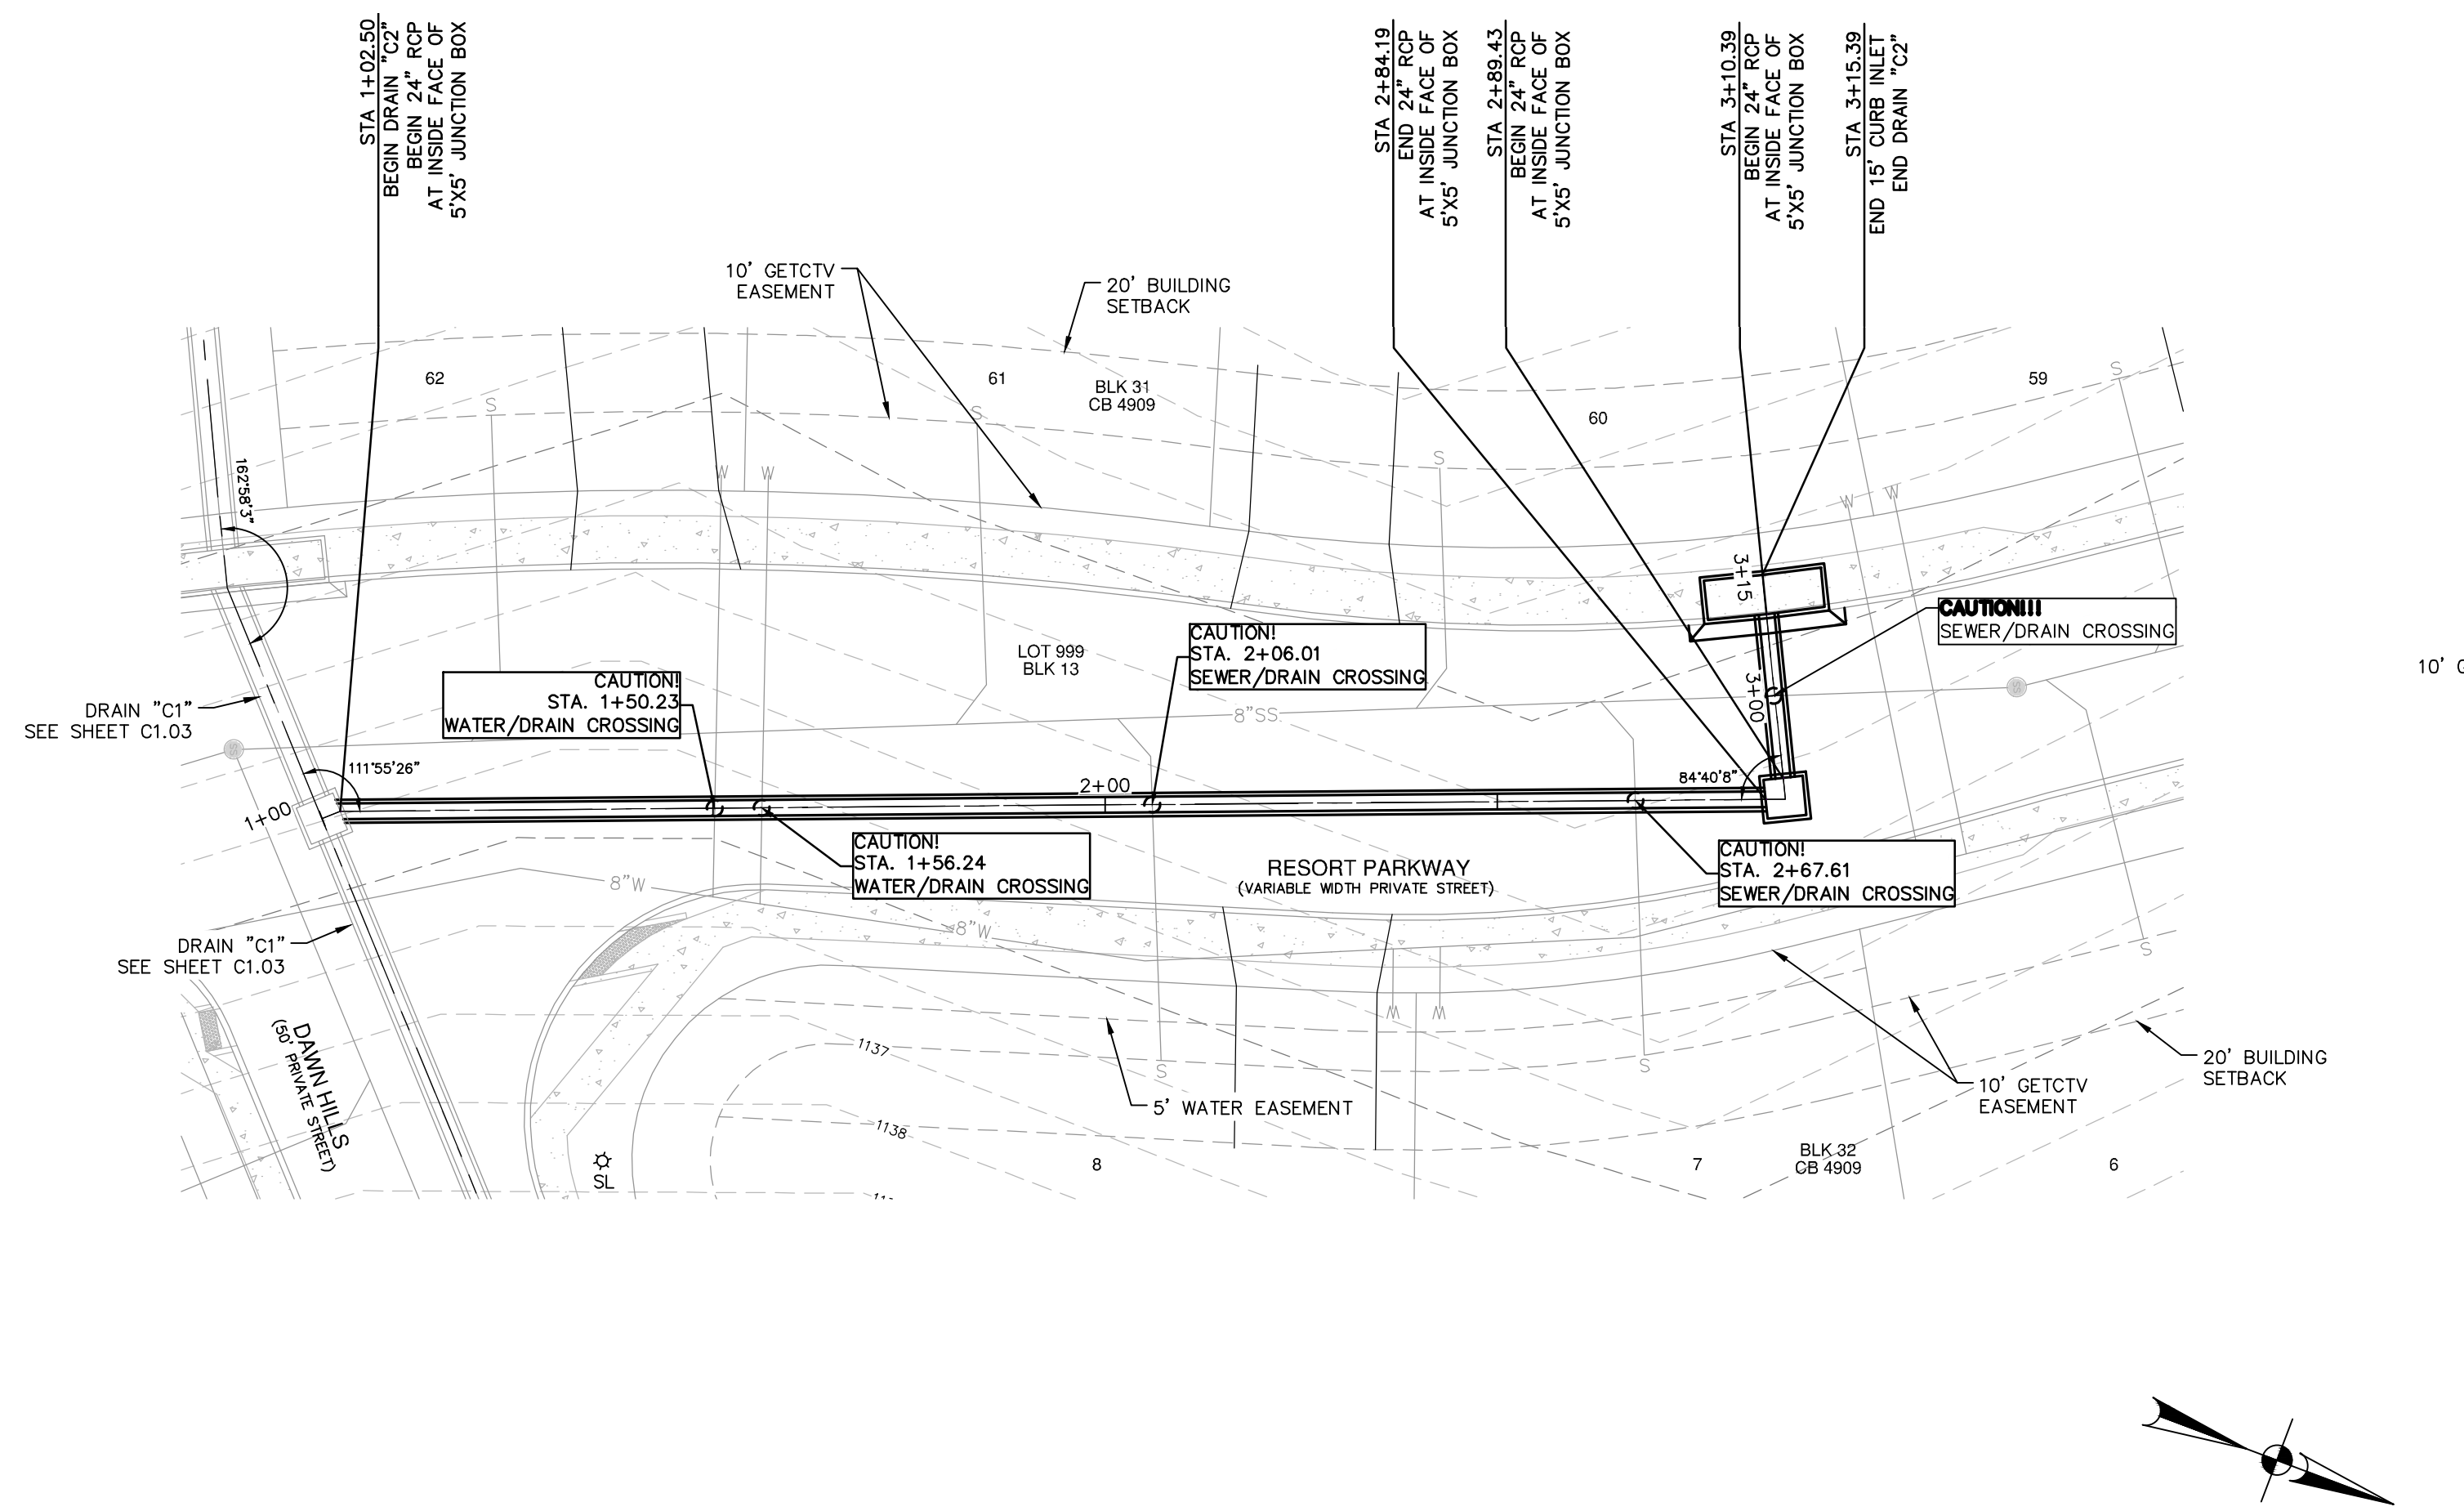 STA 1+02.50
BEGIN DRAIN "C2"
BEGIN 24" RCP
AT INSIDE FACE OF
5'X5' JUNCTION BOX
STA 2+84.19
END 24" RCP
AT INSIDE FACE OF
5'X5' JUNCTION BOX
STA 2+89.43
BEGIN 24" RCP
AT INSIDE FACE OF
5'X5' JUNCTION BOX
STA 3+10.39
BEGIN 24" RCP
AT INSIDE FACE OF
5'X5' JUNCTION BOX
STA 3+15.39
END 15' CURB INLET
END DRAIN "C2"
10' GETCTV
EASEMENT
20' BUILDING
SETBACK
62
61
BLK 31
CB 4909
60
59
S
S
S
S
W
W
W
W
162°58'3"
3+15
CAUTION!!!
SEWER/DRAIN CROSSING
CAUTION!
STA. 2+06.01
SEWER/DRAIN CROSSING
LOT 999
BLK 13
10' G
CAUTION!
STA. 1+50.23
WATER/DRAIN CROSSING
DRAIN "C1"
SEE SHEET C1.03
8"SS
3+00
111°55'26"
2+00
84°40'8"
1+00
CAUTION!
STA. 1+56.24
WATER/DRAIN CROSSING
RESORT PARKWAY
(VARIABLE WIDTH PRIVATE STREET)
CAUTION!
STA. 2+67.61
SEWER/DRAIN CROSSING
8"W
8"W
DRAIN "C1"
SEE SHEET C1.03
S
W
W
S
S
DAWN HILLS
(50' PRIVATE STREET)
1137
5' WATER EASEMENT
20' BUILDING
SETBACK
10' GETCTV
EASEMENT
1138
BLK 32
CB 4909
8
7
6
SL